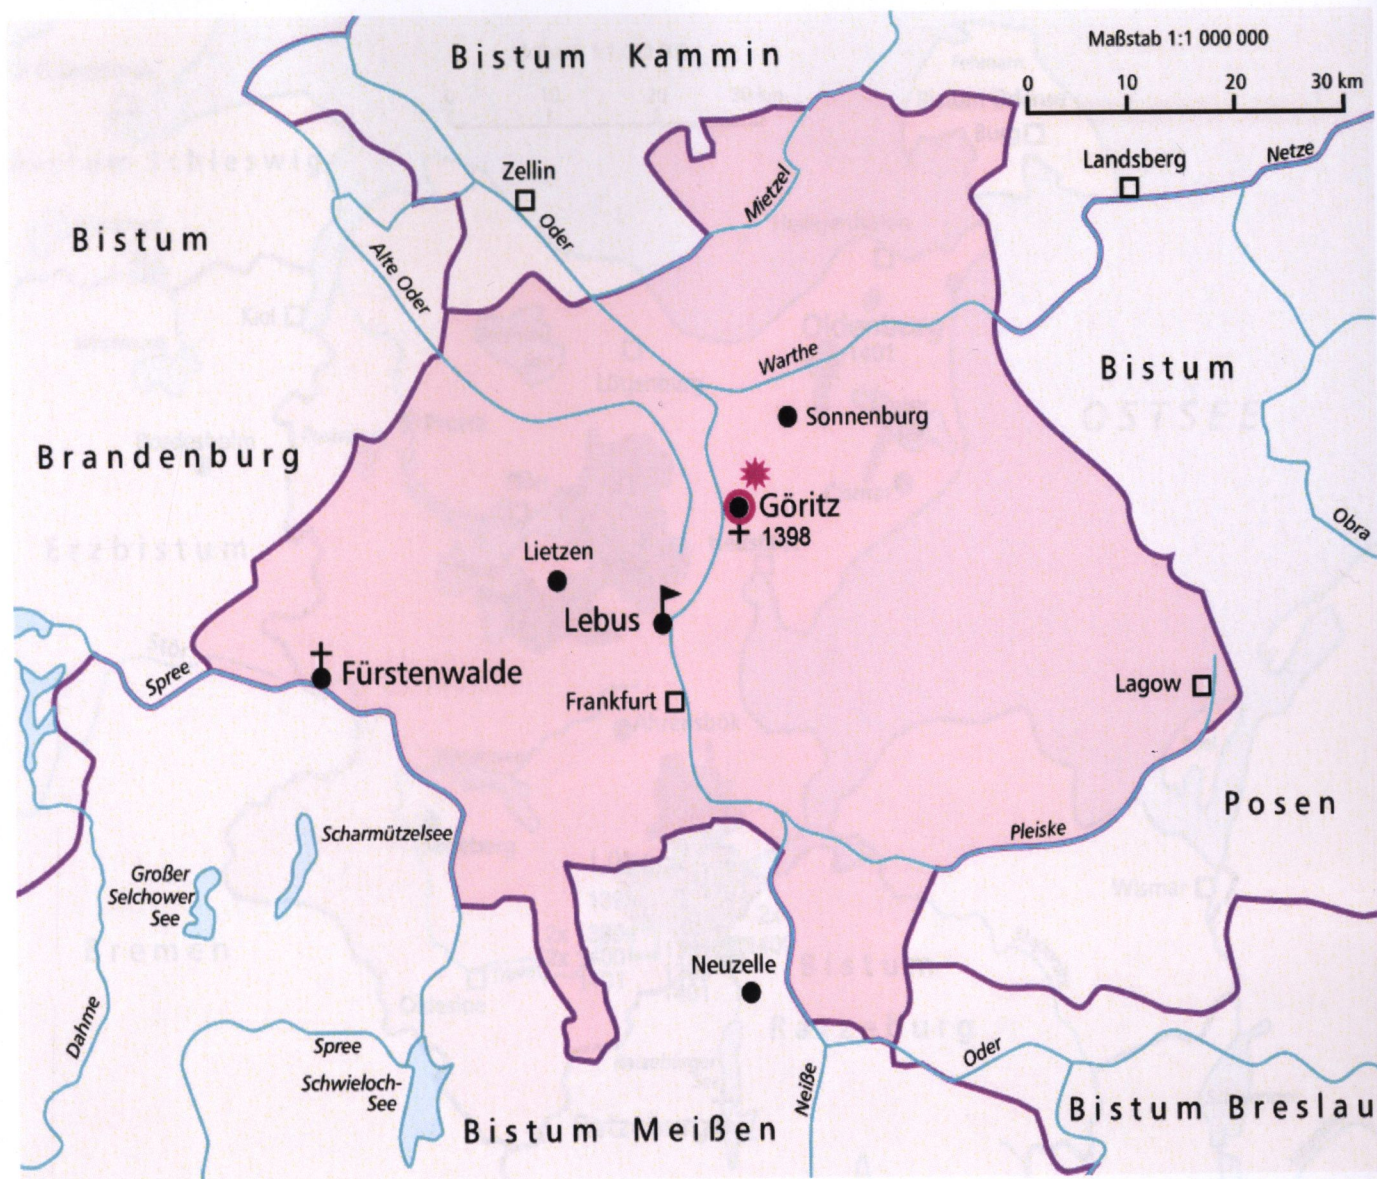 Bistum Kammin
Maßstab 1:1 000 000
0 10 20 30 km
Landsberg
Netze
Zellin
Mietzel
Oder
Bistum
Alte Oder
Warthe
Bistum
Sonnenburg
Brandenburg
Göritz
1398
Obra
Lietzen
Lebus
Spree
Fürstenwalde
Frankfurt
Lagow
Posen
Scharmützelsee
Pleiske
Großer
Selchower
See
Neuzelle
Dahme
Spree
Schwieloch-
See
Neiße
Oder
Bistum Meißen
Bistum Breslau